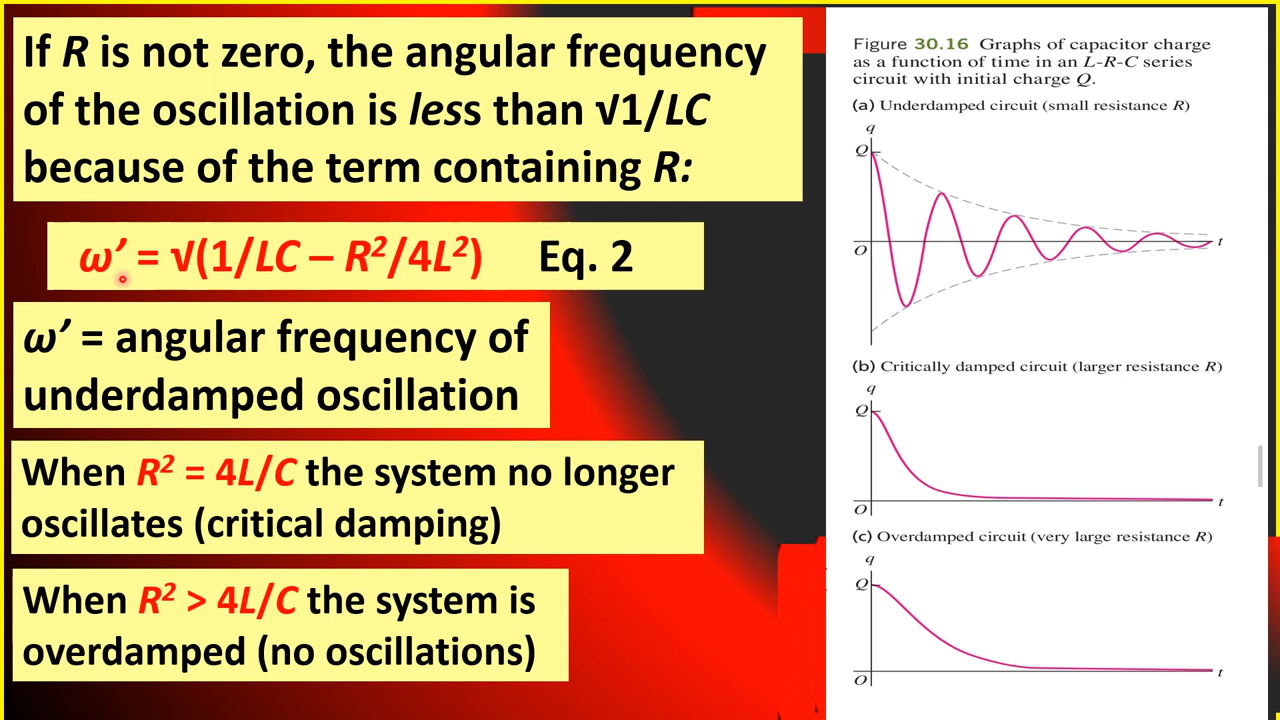 If R is not zero, the angular frequency
of the oscillation is less than √1/LC
because of the term containing R:
ω’ = √(1/LC – R²/4L²) Eq. 2
ω’ = angular frequency of
underdamped oscillation
When R² = 4L/C the system no longer
oscillates (critical damping)
When R² > 4L/C the system is
overdamped (no oscillations)
Figure 30.16 Graphs of capacitor charge
as a function of time in an L-R-C series
circuit with initial charge Q.
(a) Underdamped circuit (small resistance R)
q
Q
O
t
(b) Critically damped circuit (larger resistance R)
q
Q
O
t
(c) Overdamped circuit (very large resistance R)
q
Q
O
t